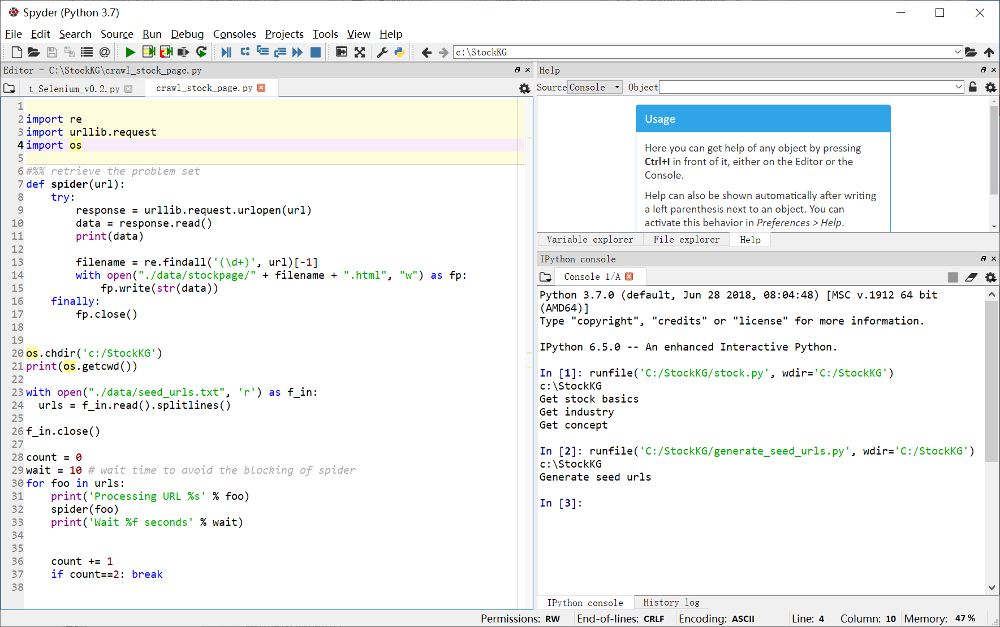 Spyder (Python 3.7)
File Edit Search Source Run Debug Consoles Projects Tools View Help
c:\StockKG
Editor - C:\StockKG\crawl_stock_page.py
t_Selenium_v0.2.py
crawl_stock_page.py
1
2 import re
3 import urllib.request
4 import os
5
6 #%% retrieve the problem set
7 def spider(url):
8     try:
9         response = urllib.request.urlopen(url)
10         data = response.read()
11         print(data)
12
13         filename = re.findall('(\d+)', url)[-1]
14         with open("./data/stockpage/" + filename + ".html", "w") as fp:
15             fp.write(str(data))
16     finally:
17         fp.close()
18
19
20 os.chdir('c:/StockKG')
21 print(os.getcwd())
22
23 with open("./data/seed_urls.txt", 'r') as f_in:
24   urls = f_in.read().splitlines()
25
26 f_in.close()
27
28 count = 0
29 wait = 10 # wait time to avoid the blocking of spider
30 for foo in urls:
31     print('Processing URL %s' % foo)
32     spider(foo)
33     print('Wait %f seconds' % wait)
34
35
36     count += 1
37     if count==2: break
38
Help
Source Console Object
Usage
Here you can get help of any object by pressing
Ctrl+I in front of it, either on the Editor or the
Console.
Help can also be shown automatically after writing
a left parenthesis next to an object. You can
activate this behavior in Preferences > Help.
Variable explorer File explorer Help
IPython console
Console 1/A
Python 3.7.0 (default, Jun 28 2018, 08:04:48) [MSC v.1912 64 bit
(AMD64)]
Type "copyright", "credits" or "license" for more information.
IPython 6.5.0 -- An enhanced Interactive Python.
In [1]: runfile('C:/StockKG/stock.py', wdir='C:/StockKG')
c:\StockKG
Get stock basics
Get industry
Get concept
In [2]: runfile('C:/StockKG/generate_seed_urls.py', wdir='C:/StockKG')
c:\StockKG
Generate seed urls
In [3]:
IPython console History log
Permissions: RW End-of-lines: CRLF Encoding: ASCII Line: 4 Column: 10 Memory: 47 %